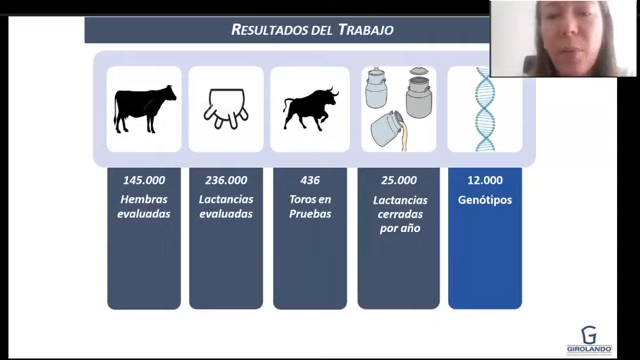 RESULTADOS DEL TRABAJO
145.000
Hembras
evaluadas
236.000
Lactancias
evaluadas
436
Toros en
Pruebas
25.000
Lactancias
cerradas
por año
12.000
Genótipos
GIROLANDO